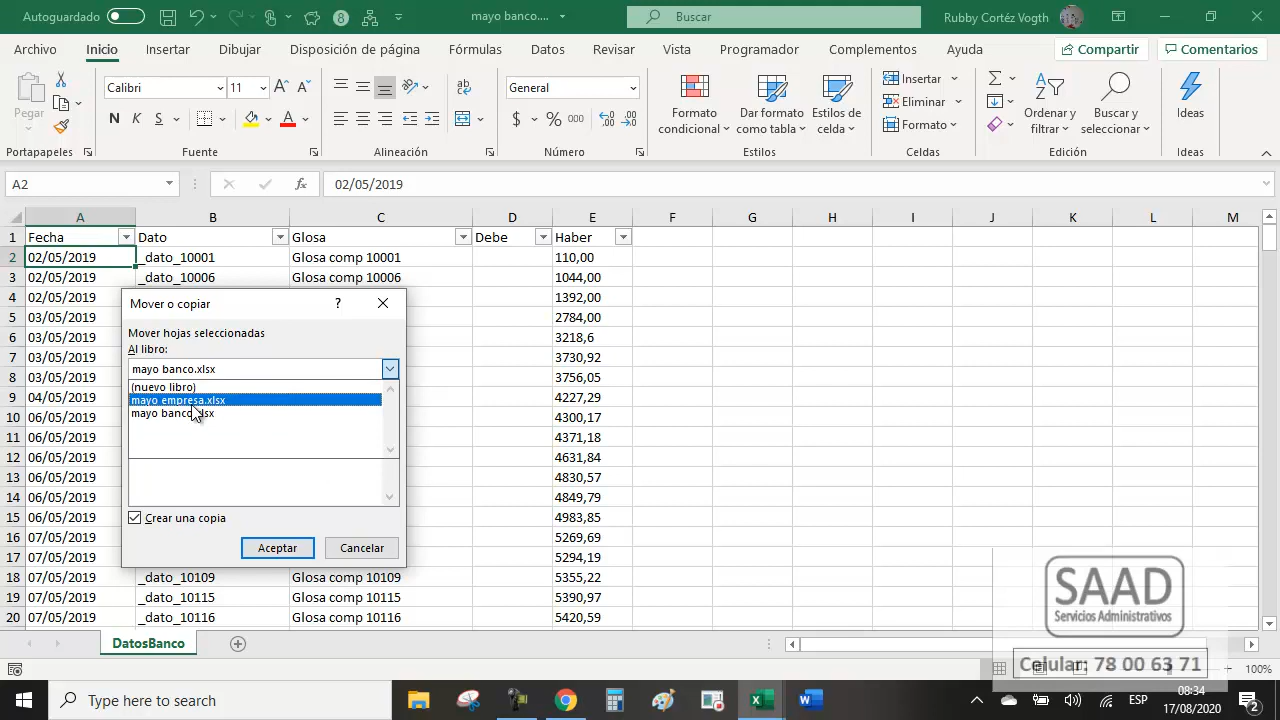 Autoguardado
mayo banco....
Buscar
Rubby Cortéz Vogth
Archivo Inicio Insertar Dibujar Disposición de página Fórmulas Datos Revisar Vista Programador Complementos Ayuda Compartir Comentarios
Pegar
Calibri 11
N K S
General
$ % 000
Formato condicional
Dar formato como tabla
Estilos de celda
Insertar
Eliminar
Formato
Ordenar y filtrar
Buscar y seleccionar
Ideas
Portapapeles Fuente Alineación Número Estilos Celdas Edición Ideas
A2 fx 02/05/2019
A B C D E F G H I J K L M
1 Fecha Dato Glosa Debe Haber
2 02/05/2019 _dato_10001 Glosa comp 10001 110,00
3 02/05/2019 _dato_10006 Glosa comp 10006 1044,00
4 02/05/2019 1392,00
5 03/05/2019 2784,00
6 03/05/2019 3218,6
7 03/05/2019 3730,92
8 03/05/2019 3756,05
9 04/05/2019 4227,29
10 06/05/2019 4300,17
11 06/05/2019 4371,18
12 06/05/2019 4631,84
13 06/05/2019 4830,57
14 06/05/2019 4849,79
15 06/05/2019 4983,85
16 07/05/2019 5269,69
17 07/05/2019 5294,19
18 07/05/2019 _dato_10109 Glosa comp 10109 5355,22
19 07/05/2019 _dato_10115 Glosa comp 10115 5390,97
20 07/05/2019 _dato_10116 Glosa comp 10116 5420,59
Mover o copiar ?
Mover hojas seleccionadas
Al libro:
mayo banco.xlsx
(nuevo libro)
mayo empresa.xlsx
mayo banco.xlsx
Crear una copia
Aceptar Cancelar
SAAD
Servicios Administrativos
Celular: 78 00 63 71
DatosBanco
100%
Type here to search
ESP
08:34
17/08/2020
2